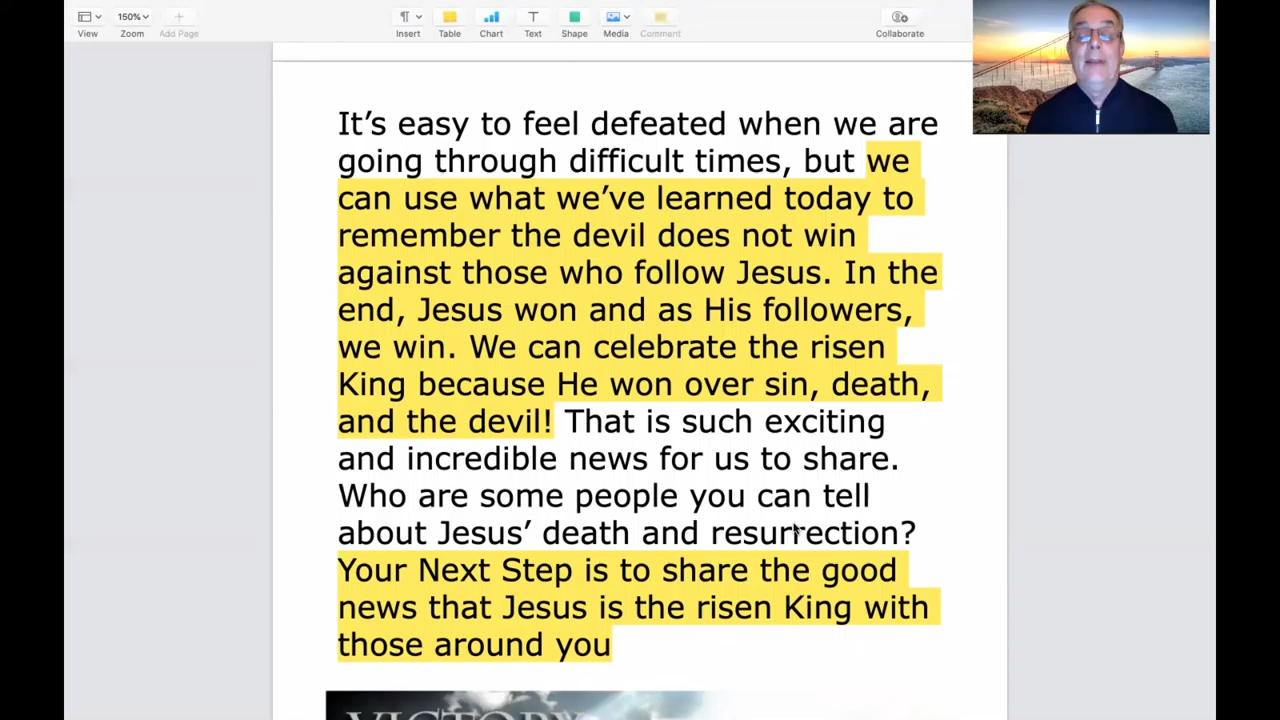 150%
View
Zoom
Add Page
Insert
Table
Chart
Text
Shape
Media
Comment
Collaborate
It’s easy to feel defeated when we are
going through difficult times, but we
can use what we’ve learned today to
remember the devil does not win
against those who follow Jesus. In the
end, Jesus won and as His followers,
we win. We can celebrate the risen
King because He won over sin, death,
and the devil! That is such exciting
and incredible news for us to share.
Who are some people you can tell
about Jesus’ death and resurrection?
Your Next Step is to share the good
news that Jesus is the risen King with
those around you
VICTORY